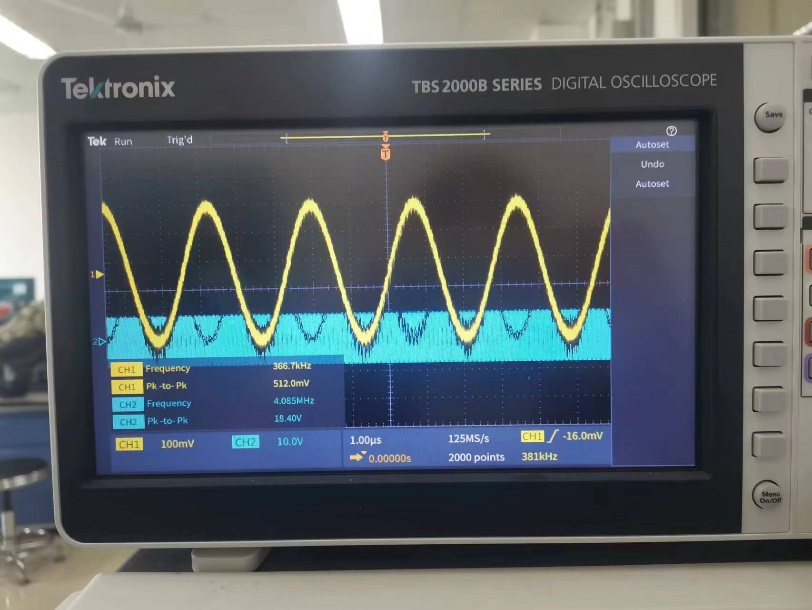 Tektronix
TBS 2000B SERIES DIGITAL OSCILLOSCOPE
Tek Run Trig'd
?
T
Autoset
Undo
Autoset
Save
1
2
CH1 Frequency 366.7kHz
CH1 Pk-to-Pk 512.0mV
CH2 Frequency 4.085MHz
CH2 Pk-to-Pk 18.40V
CH1 100mV CH2 10.0V
1.00µs 125MS/s CH1 -16.0mV
0.00000s 2000 points 381kHz
Menu
On/Off